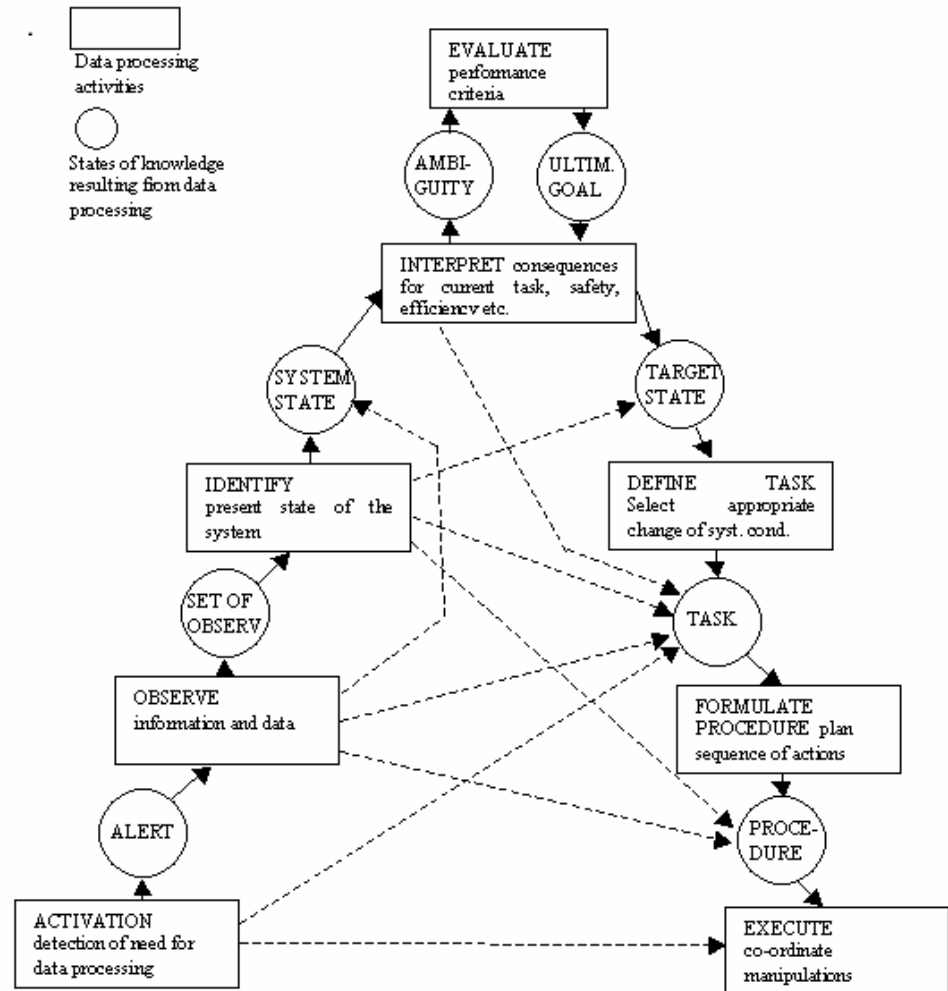 Data processing
activities
States of knowledge
resulting from data
processing
EVALUATE
performance
criteria
AMBI-
GUITY
ULTIM.
GOAL
INTERPRET consequences
for current task, safety,
efficiency etc.
SYSTEM
STATE
TARGET
STATE
IDENTIFY
present state of the
system
DEFINE TASK
Select appropriate
change of syst. cond.
SET OF
OBSERV
TASK
OBSERVE
information and data
FORMULATE
PROCEDURE plan
sequence of actions
ALERT
PROCE-
DURE
ACTIVATION
detection of need for
data processing
EXECUTE
co-ordinate
manipulations